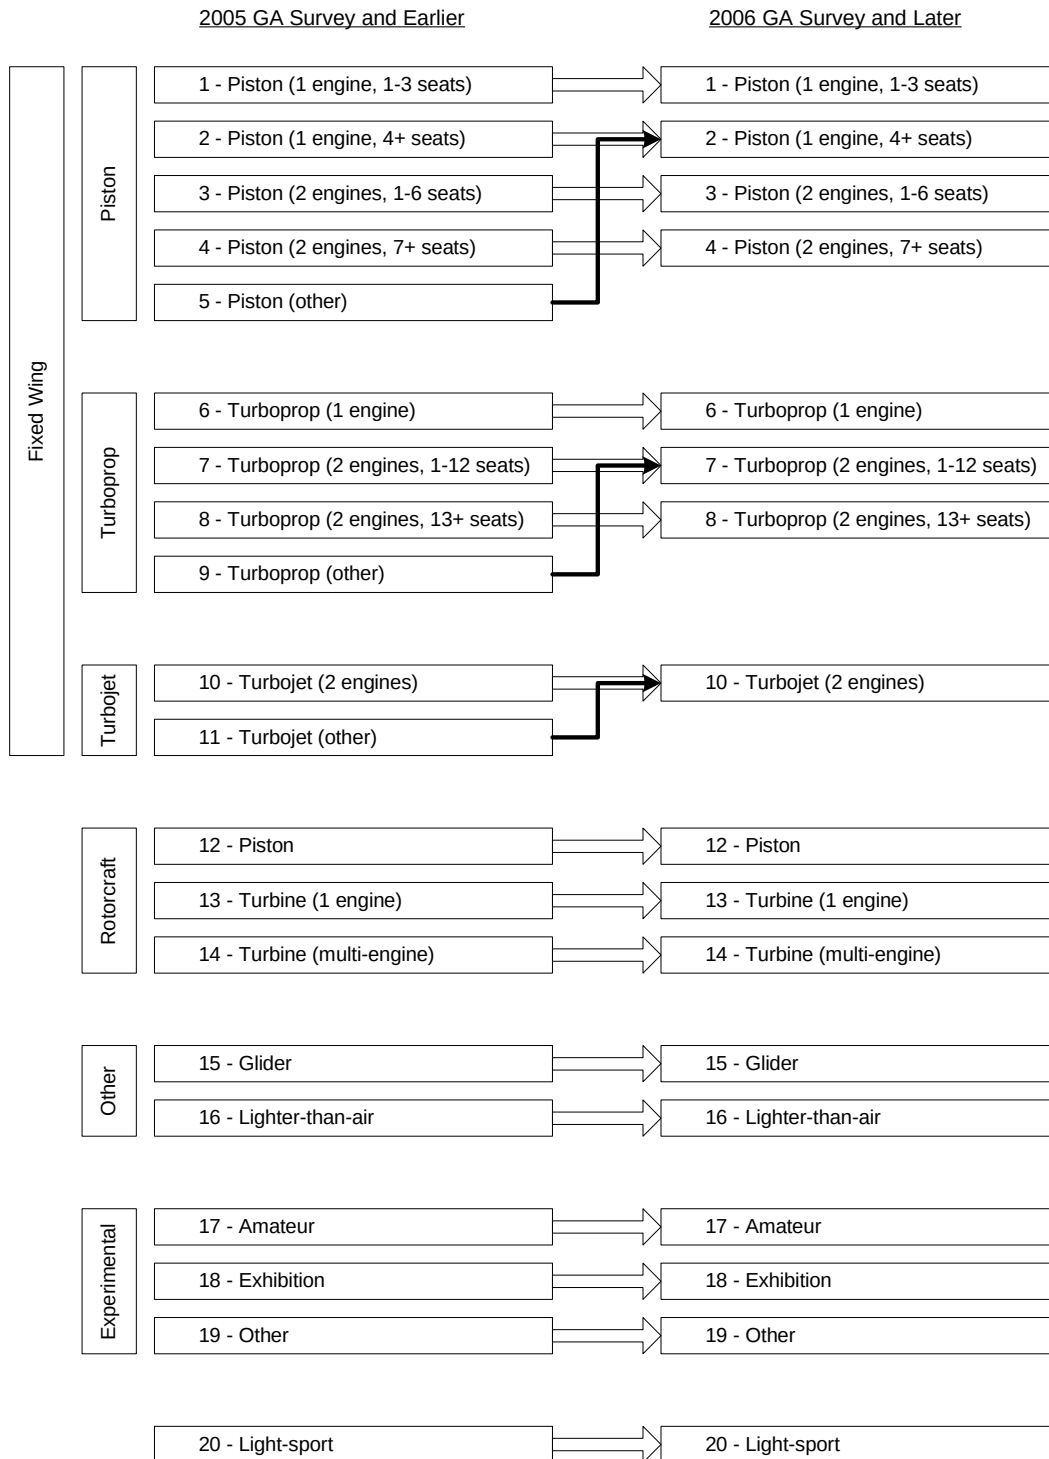 2005 GA Survey and Earlier
2006 GA Survey and Later
Fixed Wing
Piston
1 - Piston (1 engine, 1-3 seats)
1 - Piston (1 engine, 1-3 seats)
2 - Piston (1 engine, 4+ seats)
2 - Piston (1 engine, 4+ seats)
3 - Piston (2 engines, 1-6 seats)
3 - Piston (2 engines, 1-6 seats)
4 - Piston (2 engines, 7+ seats)
4 - Piston (2 engines, 7+ seats)
5 - Piston (other)
Turboprop
6 - Turboprop (1 engine)
6 - Turboprop (1 engine)
7 - Turboprop (2 engines, 1-12 seats)
7 - Turboprop (2 engines, 1-12 seats)
8 - Turboprop (2 engines, 13+ seats)
8 - Turboprop (2 engines, 13+ seats)
9 - Turboprop (other)
Turbojet
10 - Turbojet (2 engines)
10 - Turbojet (2 engines)
11 - Turbojet (other)
Rotorcraft
12 - Piston
12 - Piston
13 - Turbine (1 engine)
13 - Turbine (1 engine)
14 - Turbine (multi-engine)
14 - Turbine (multi-engine)
Other
15 - Glider
15 - Glider
16 - Lighter-than-air
16 - Lighter-than-air
Experimental
17 - Amateur
17 - Amateur
18 - Exhibition
18 - Exhibition
19 - Other
19 - Other
20 - Light-sport
20 - Light-sport